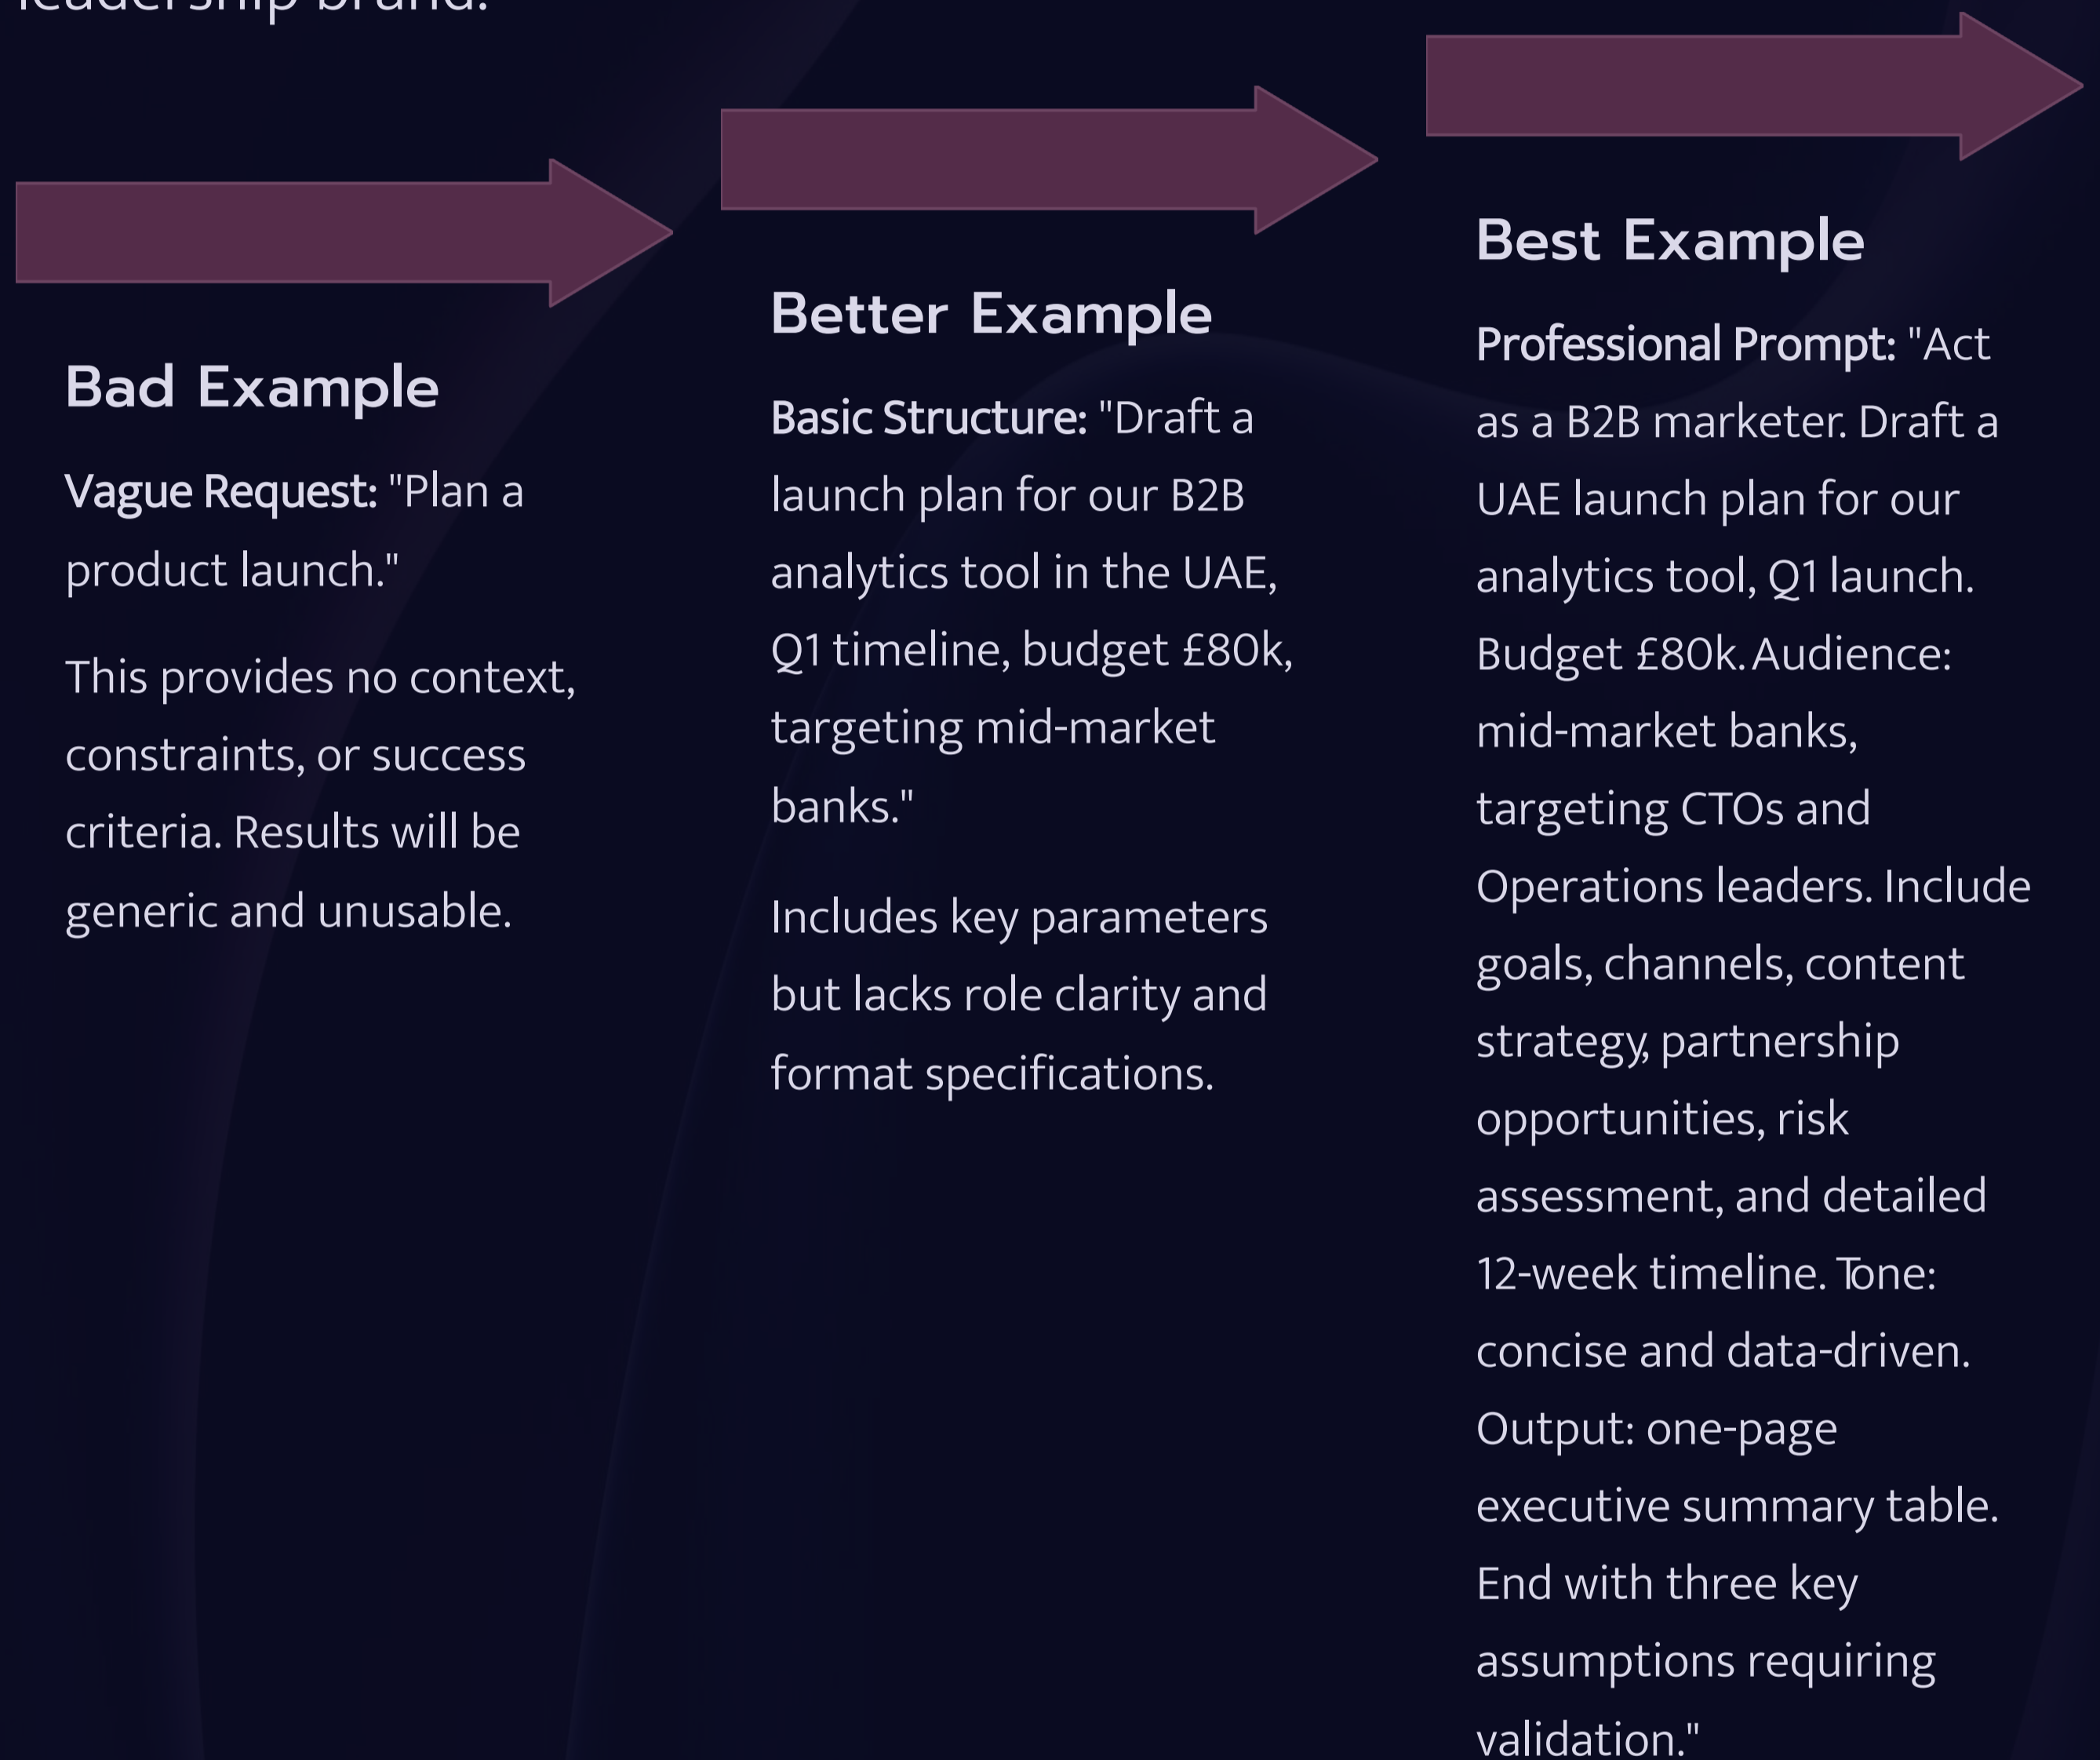 leadership brand.
Bad Example
Vague Request: "Plan a
product launch."
This provides no context,
constraints, or success
criteria. Results will be
generic and unusable.
Better Example
Basic Structure: "Draft a
launch plan for our B2B
analytics tool in the UAE,
Q1 timeline, budget £80k,
targeting mid-market
banks."
Includes key parameters
but lacks role clarity and
format specifications.
Best Example
Professional Prompt: "Act
as a B2B marketer. Draft a
UAE launch plan for our
analytics tool, Q1 launch.
Budget £80k. Audience:
mid-market banks,
targeting CTOs and
Operations leaders. Include
goals, channels, content
strategy, partnership
opportunities, risk
assessment, and detailed
12-week timeline. Tone:
concise and data-driven.
Output: one-page
executive summary table.
End with three key
assumptions requiring
validation."